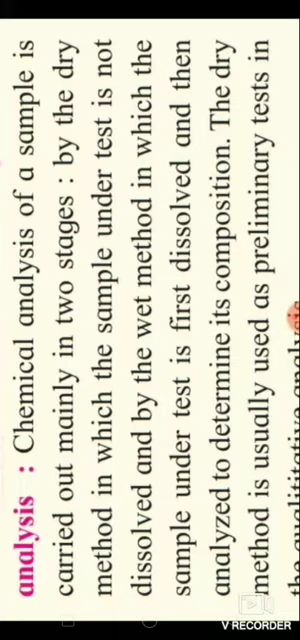 analysis : Chemical analysis of a sample is
carried out mainly in two stages : by the dry
method in which the sample under test is not
dissolved and by the wet method in which the
sample under test is first dissolved and then
analyzed to determine its composition. The dry
method is usually used as preliminary tests in
the qualititative analysis
V RECORDER